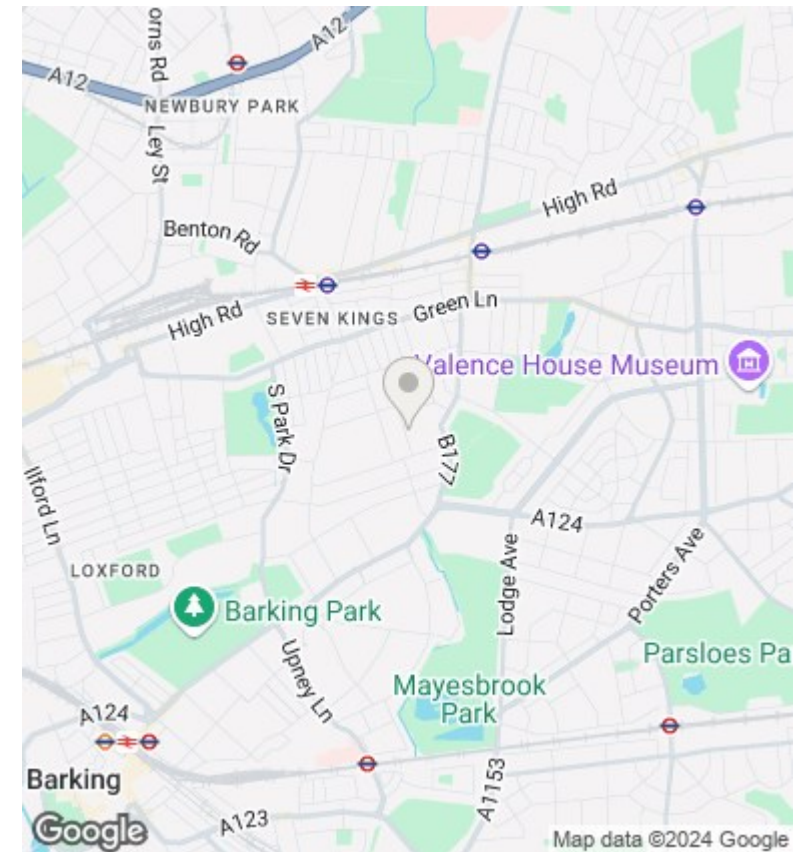 orns Rd
A12
A12
NEWBURY PARK
Ley St
High Rd
Benton Rd
SEVEN KINGS
Green Ln
High Rd
Valence House Museum
S Park Dr
B177
Ilford Ln
A124
LOXFORD
Lodge Ave
Porters Ave
Barking Park
Upney Ln
Parsloes Pa
Mayesbrook
Park
A124
Barking
A1153
A123
Google
Map data ©2024 Google